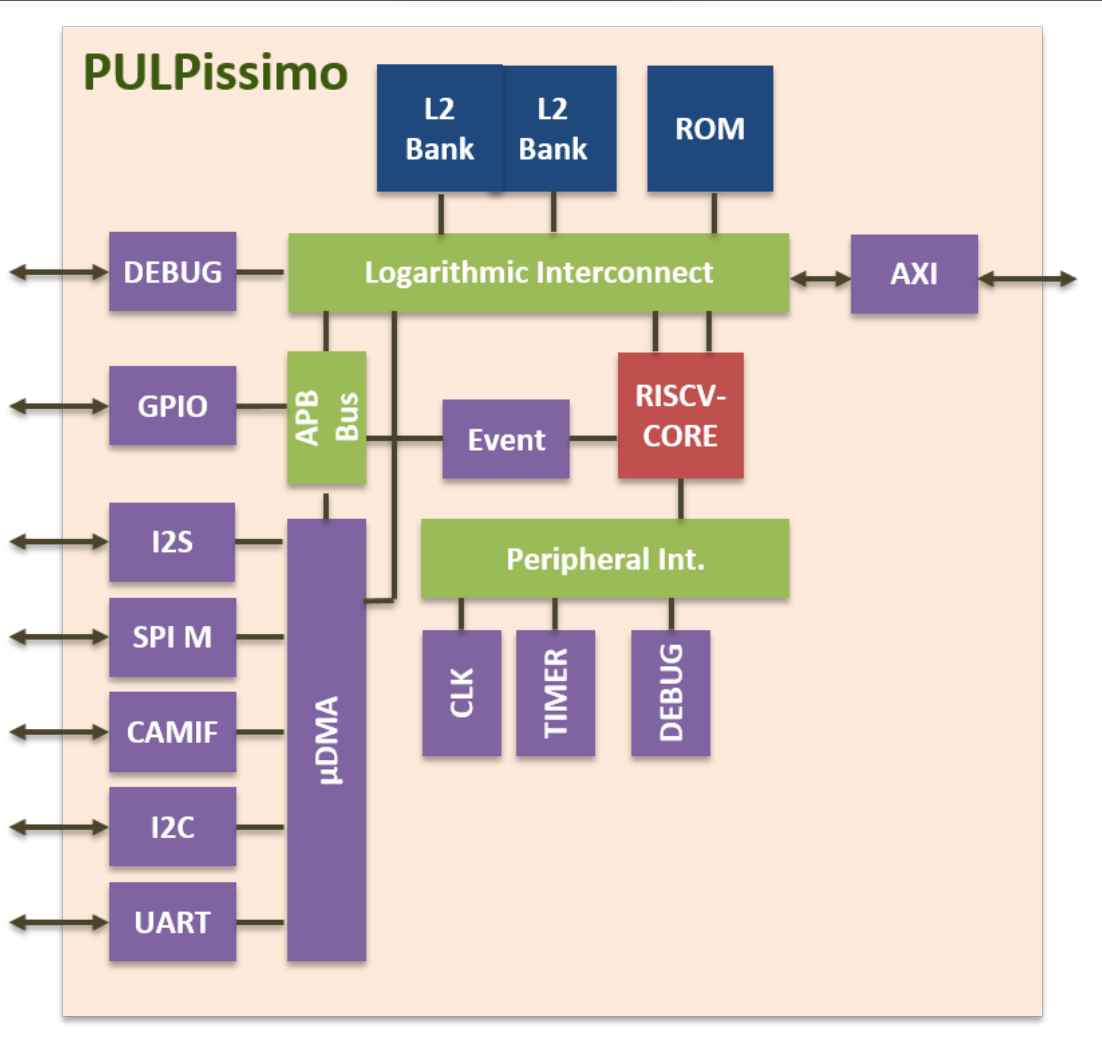 PULPissimo
L2
Bank
L2
Bank
ROM
DEBUG
Logarithmic Interconnect
AXI
GPIO
APB
Bus
Event
RISCV-
CORE
I2S
Peripheral Int.
SPI M
CLK
TIMER
DEBUG
CAMIF
µDMA
I2C
UART